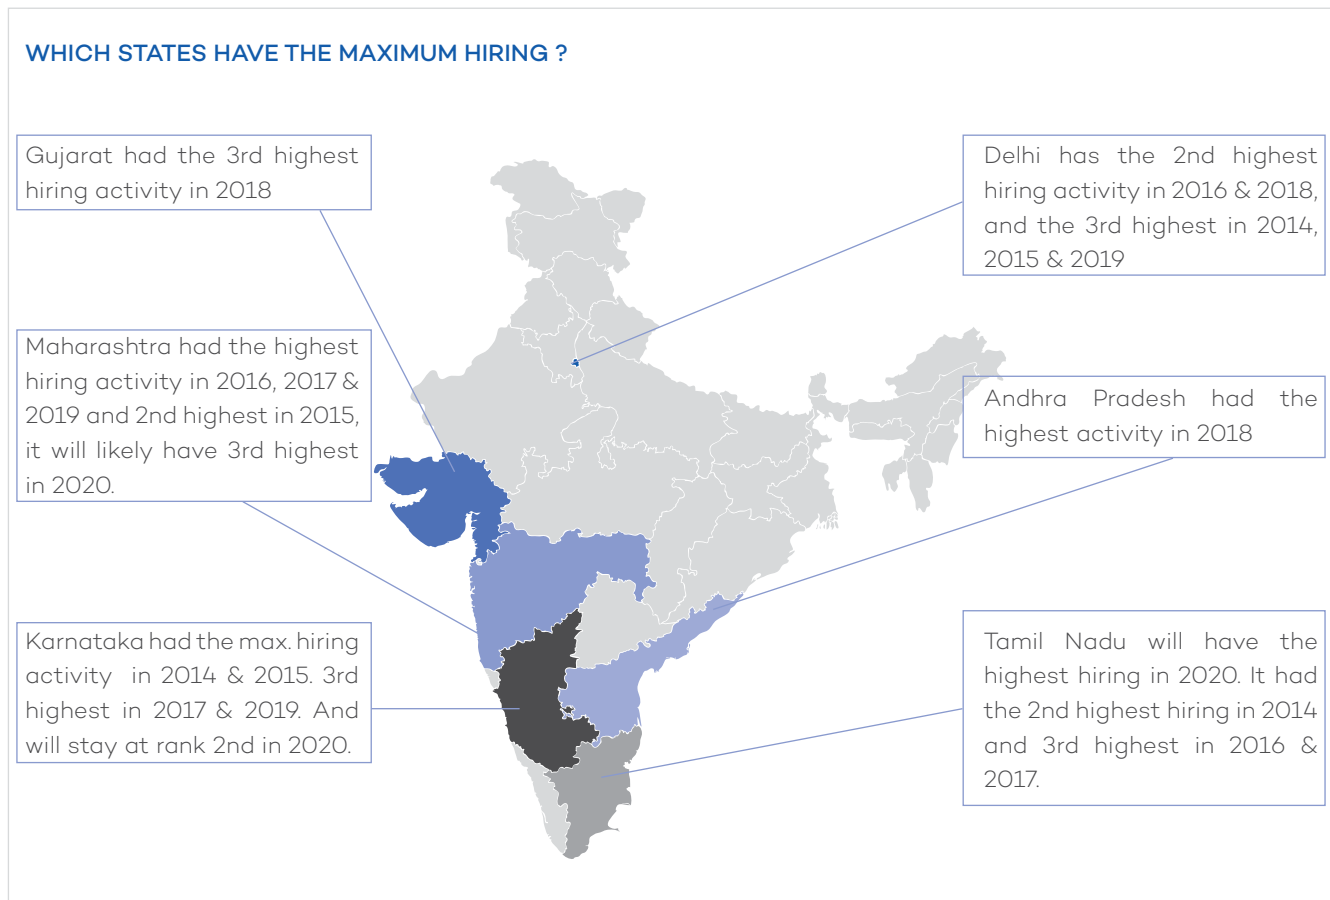 WHICH STATES HAVE THE MAXIMUM HIRING ?
Gujarat had the 3rd highest
hiring activity in 2018
Maharashtra had the highest
hiring activity in 2016, 2017 &
2019 and 2nd highest in 2015,
it will likely have 3rd highest
in 2020.
Karnataka had the max. hiring
activity in 2014 & 2015. 3rd
highest in 2017 & 2019. And
will stay at rank 2nd in 2020.
Delhi has the 2nd highest
hiring activity in 2016 & 2018,
and the 3rd highest in 2014,
2015 & 2019
Andhra Pradesh had the
highest activity in 2018
Tamil Nadu will have the
highest hiring in 2020. It had
the 2nd highest hiring in 2014
and 3rd highest in 2016 &
2017.